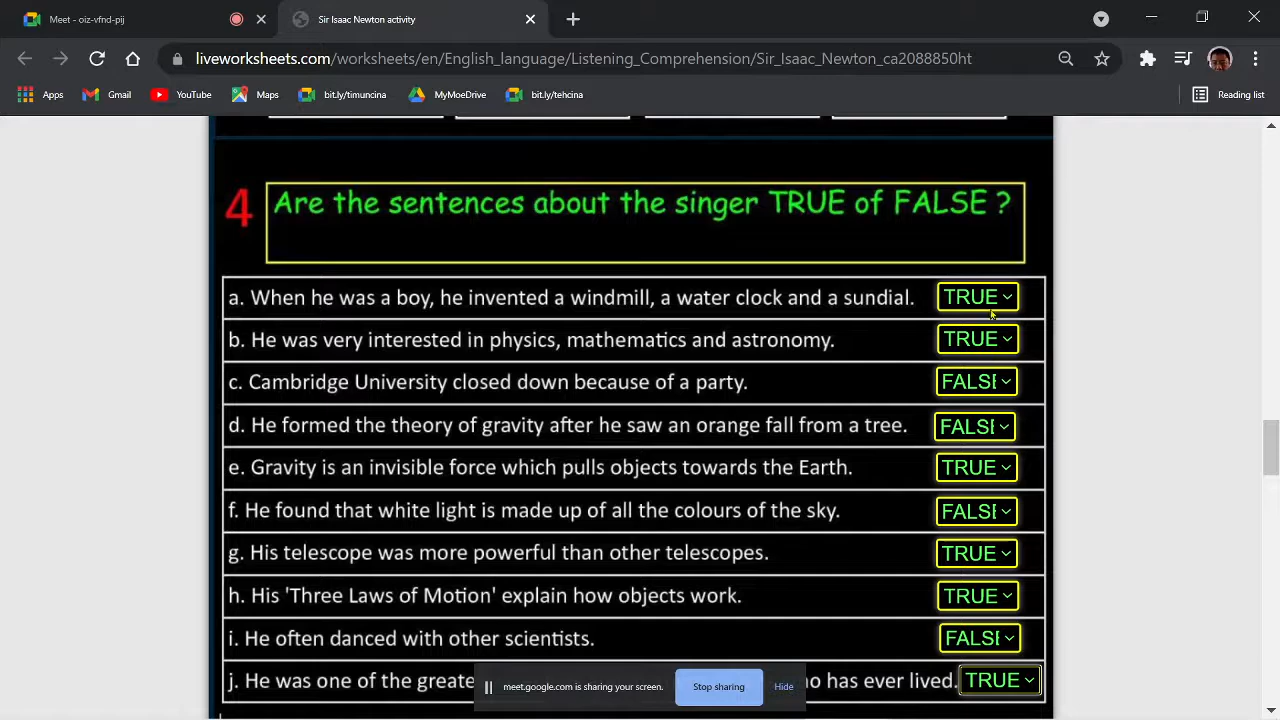 Meet - oiz-vfnd-pij
Sir Isaac Newton activity
liveworksheets.com/worksheets/en/English_language/Listening_Comprehension/Sir_Isaac_Newton_ca2088850ht
Apps Gmail YouTube Maps bit.ly/timuncina MyMoeDrive bit.ly/tehcina Reading list
4 Are the sentences about the singer TRUE of FALSE ?
a. When he was a boy, he invented a windmill, a water clock and a sundial. TRUE
b. He was very interested in physics, mathematics and astronomy. TRUE
c. Cambridge University closed down because of a party. FALSE
d. He formed the theory of gravity after he saw an orange fall from a tree. FALSE
e. Gravity is an invisible force which pulls objects towards the Earth. TRUE
f. He found that white light is made up of all the colours of the sky. FALSE
g. His telescope was more powerful than other telescopes. TRUE
h. His 'Three Laws of Motion' explain how objects work. TRUE
i. He often danced with other scientists. FALSE
j. He was one of the greate o has ever lived. TRUE
meet.google.com is sharing your screen. Stop sharing Hide